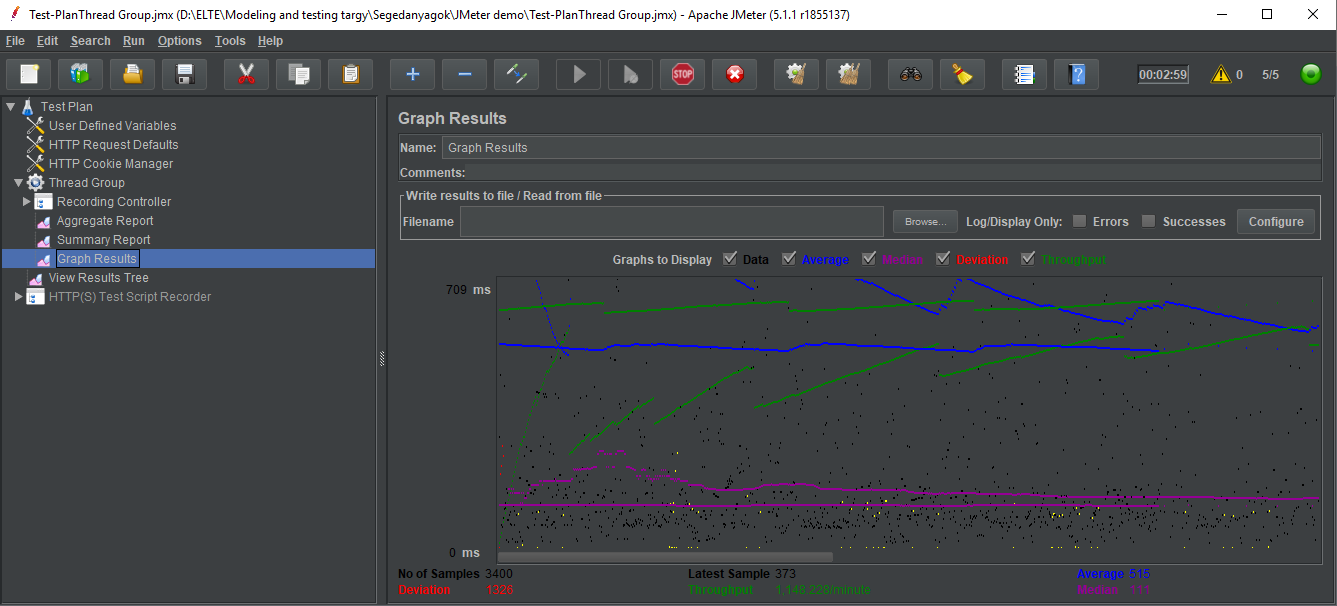 Test-PlanThread Group.jmx (D:\ELTE\Modeling and testing targy\Segedanyagok\JMeter demo\Test-PlanThread Group.jmx) - Apache JMeter (5.1.1 r1855137)
File Edit Search Run Options Tools Help
STOP 00:02:59 0 5/5
Test Plan
User Defined Variables
HTTP Request Defaults
HTTP Cookie Manager
Thread Group
Recording Controller
Aggregate Report
Summary Report
Graph Results
View Results Tree
HTTP(S) Test Script Recorder
Graph Results
Name: Graph Results
Comments:
Write results to file / Read from file
Filename Browse... Log/Display Only: Errors Successes Configure
Graphs to Display Data Average Median Deviation Throughput
709 ms
0 ms
No of Samples 3400 Latest Sample 373 Average 515
Deviation 1326 Throughput 1,148.228/minute Median